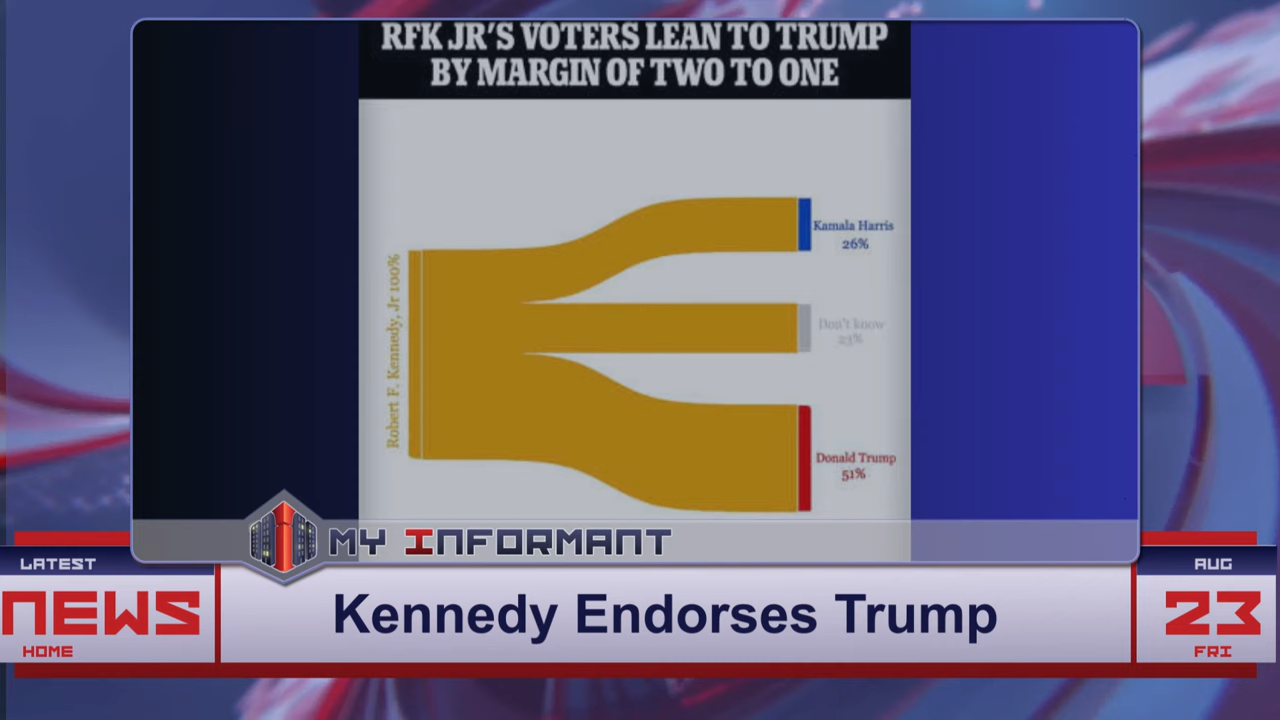 RFK JR'S VOTERS LEAN TO TRUMP
BY MARGIN OF TWO TO ONE
Robert F. Kennedy, Jr 100%
Kamala Harris
26%
Don't know
23%
Donald Trump
51%
MY INFORMANT
LATEST
NEWS
HOME
Kennedy Endorses Trump
AUG
23
FRI